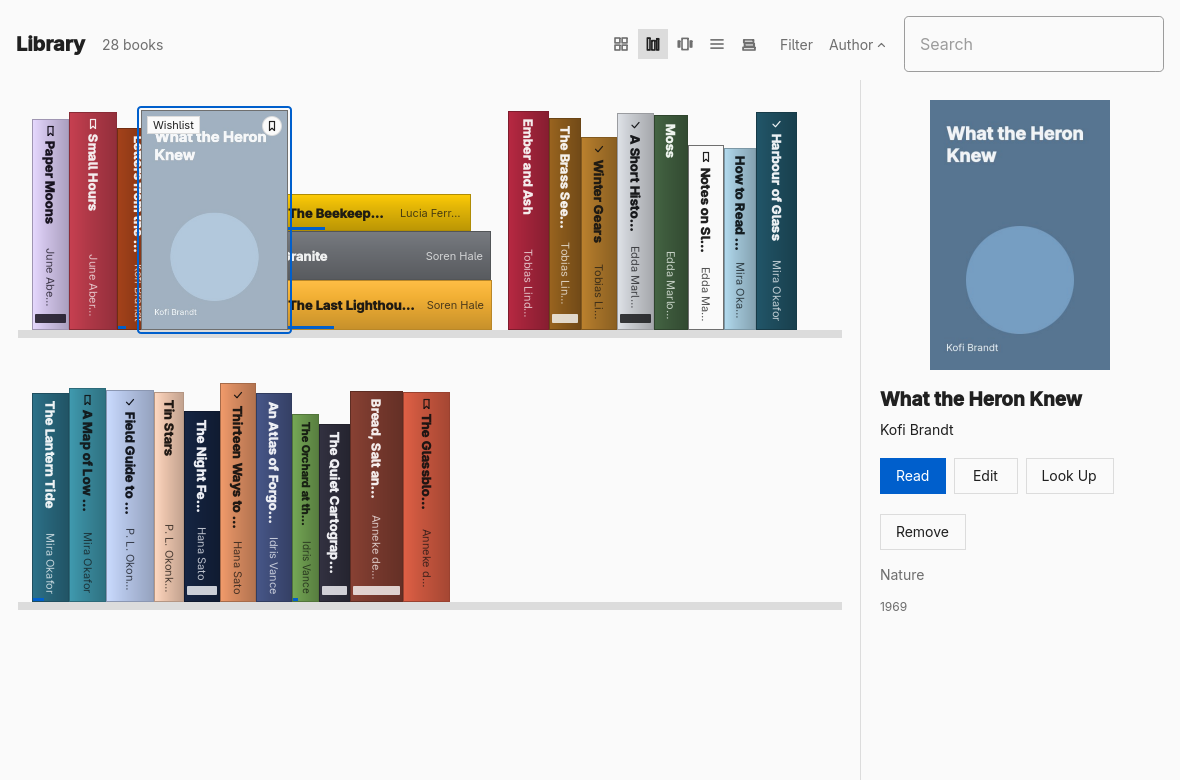 Library
28 books
Filter
Author
Search
Paper Moons
June Abe...
Small Hours
June Aber...
Wishlist
What the Heron
Knew
Kofi Brandt
The Beekeep...
Lucia Ferr...
Soren Hale
The Last Lighthou...
Soren Hale
Ember and Ash
Tobias Lind...
The Brass See...
Tobias Lin...
Winter Gears
Tobias Li...
A Short Histo...
Edda Marl...
Moss
Edda Marlo...
Notes on Sl...
Edda Ma...
How to Read ...
Mira Oka...
Harbour of Glass
Mira Okafor
The Lantern Tide
Mira Okafor
A Map of Low ...
Mira Okafor
Field Guide to ...
P. L. Okon...
Tin Stars
P. L. Okonk...
The Night Fe...
Hana Sato
Thirteen Ways to ...
Hana Sato
An Atlas of Forgo...
Idris Vance
The Orchard at th...
Idris Vance
The Quiet Cartograp...
Bread, Salt an...
Anneke de...
The Glassblo...
Anneke d...
What the Heron
Knew
Kofi Brandt
What the Heron Knew
Kofi Brandt
Read
Edit
Look Up
Remove
Nature
1969